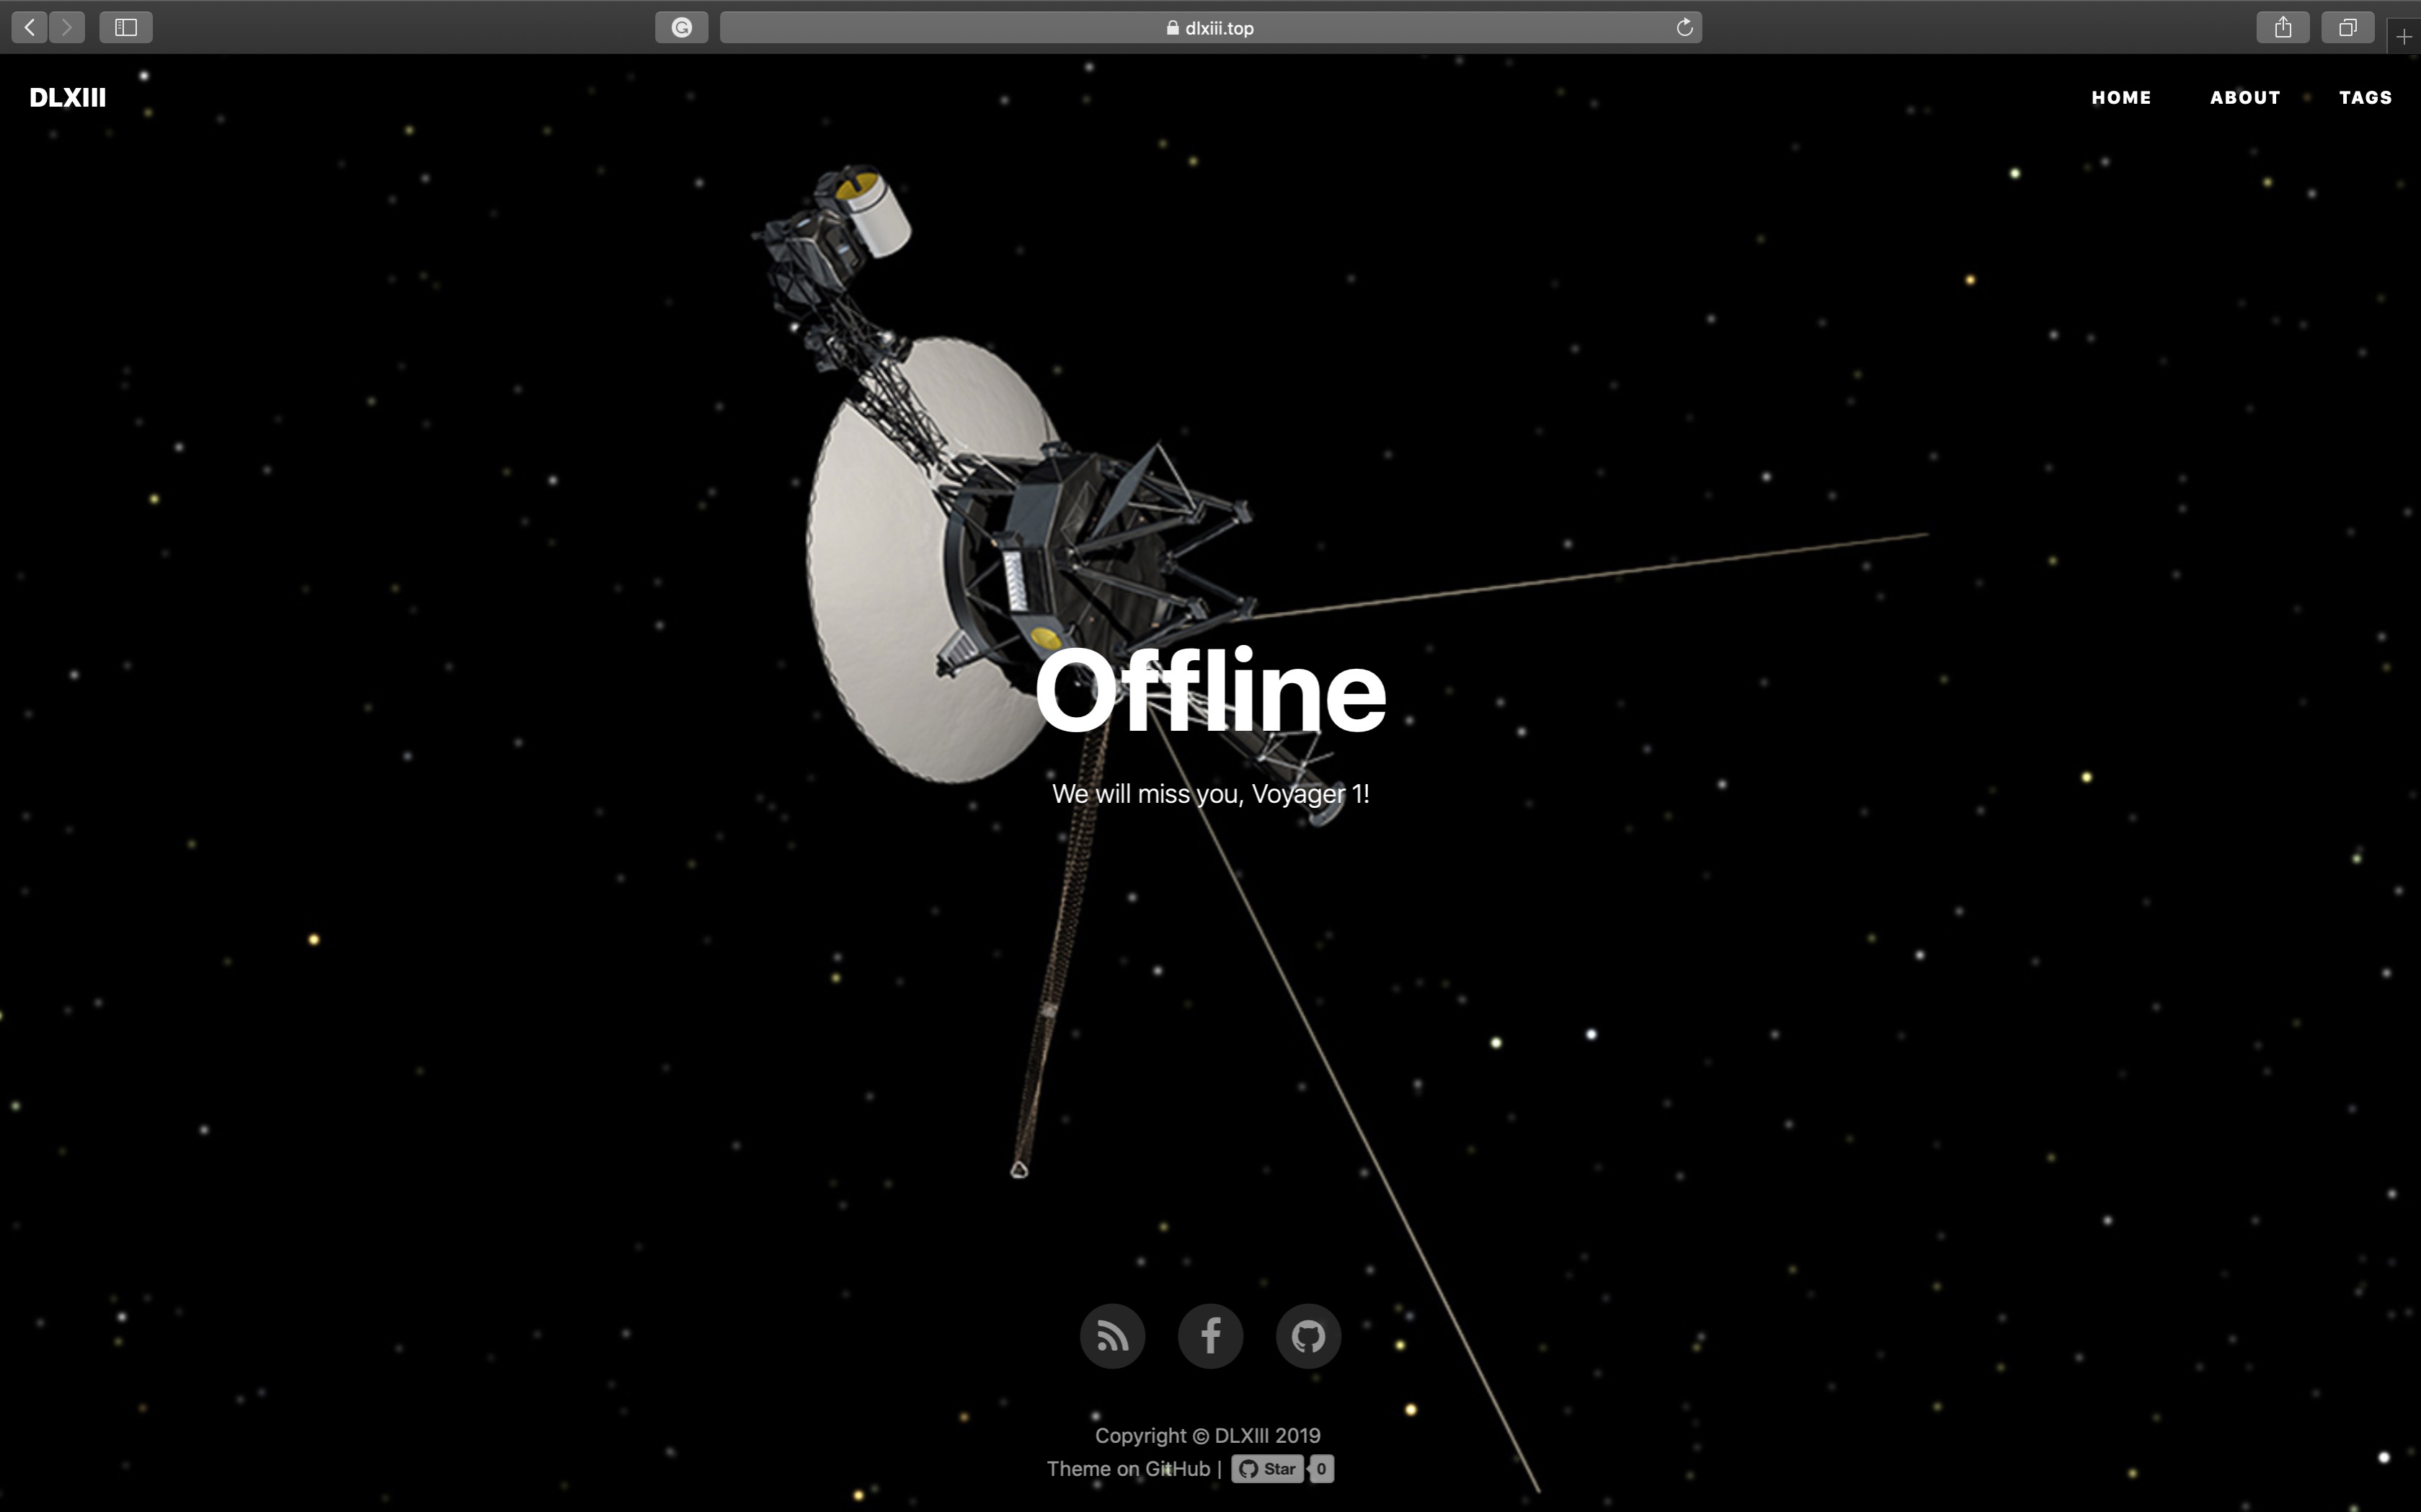 dlxiii.top
DLXIII
HOME ABOUT TAGS
Offline
We will miss you, Voyager 1!
Copyright © DLXIII 2019
Theme on GitHub | Star 0